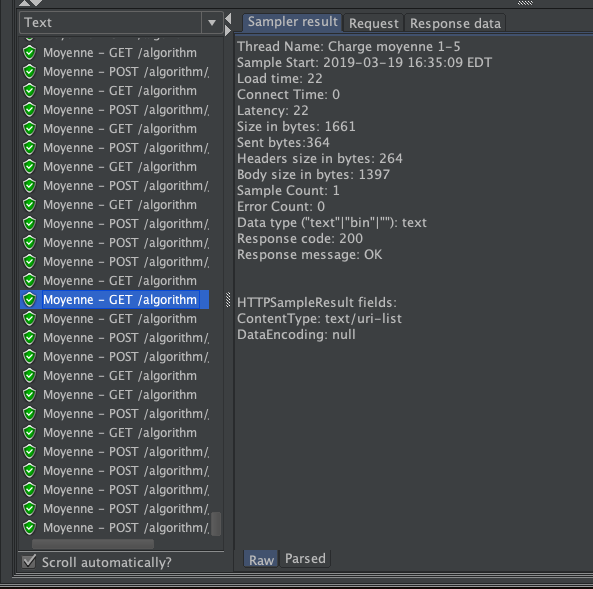 Text
Moyenne – GET /algorithm
Moyenne – POST /algorithm/
Moyenne – GET /algorithm
Moyenne – POST /algorithm/
Moyenne – GET /algorithm
Moyenne – POST /algorithm/
Moyenne – GET /algorithm
Moyenne – POST /algorithm/
Moyenne – GET /algorithm
Moyenne – POST /algorithm/
Moyenne – POST /algorithm/
Moyenne – POST /algorithm/
Moyenne – GET /algorithm
Moyenne – GET /algorithm
Moyenne – GET /algorithm
Moyenne – POST /algorithm/
Moyenne – POST /algorithm/
Moyenne – GET /algorithm
Moyenne – GET /algorithm
Moyenne – POST /algorithm/
Moyenne – GET /algorithm
Moyenne – POST /algorithm/
Moyenne – POST /algorithm/
Moyenne – POST /algorithm/
Moyenne – POST /algorithm/
Moyenne – POST /algorithm/
Scroll automatically?
Sampler result Request Response data
Thread Name: Charge moyenne 1-5
Sample Start: 2019-03-19 16:35:09 EDT
Load time: 22
Connect Time: 0
Latency: 22
Size in bytes: 1661
Sent bytes:364
Headers size in bytes: 264
Body size in bytes: 1397
Sample Count: 1
Error Count: 0
Data type ("text"|"bin"|""): text
Response code: 200
Response message: OK
HTTPSampleResult fields:
ContentType: text/uri-list
DataEncoding: null
Raw Parsed